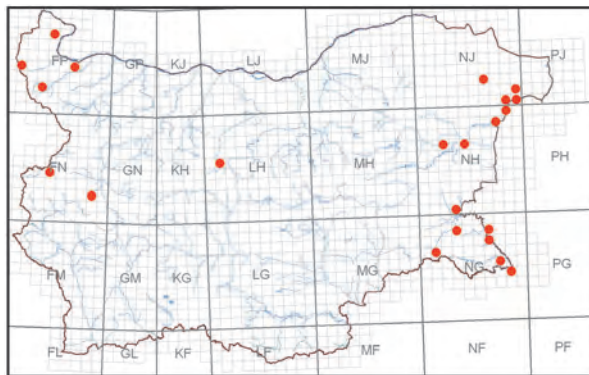 FP GP KJ LJ MJ NJ PJ
FN GN KH LH MH NH PH
FM GM KG LG MG NG PG
FL GL KF LF MF NF PF